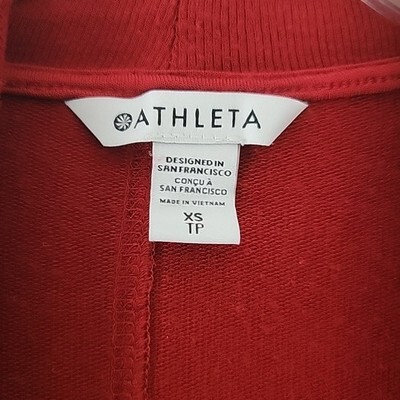 ATHLETA
DESIGNED IN
SAN FRANCISCO
CONÇU À
SAN FRANCISCO
MADE IN VIETNAM
XS
TP